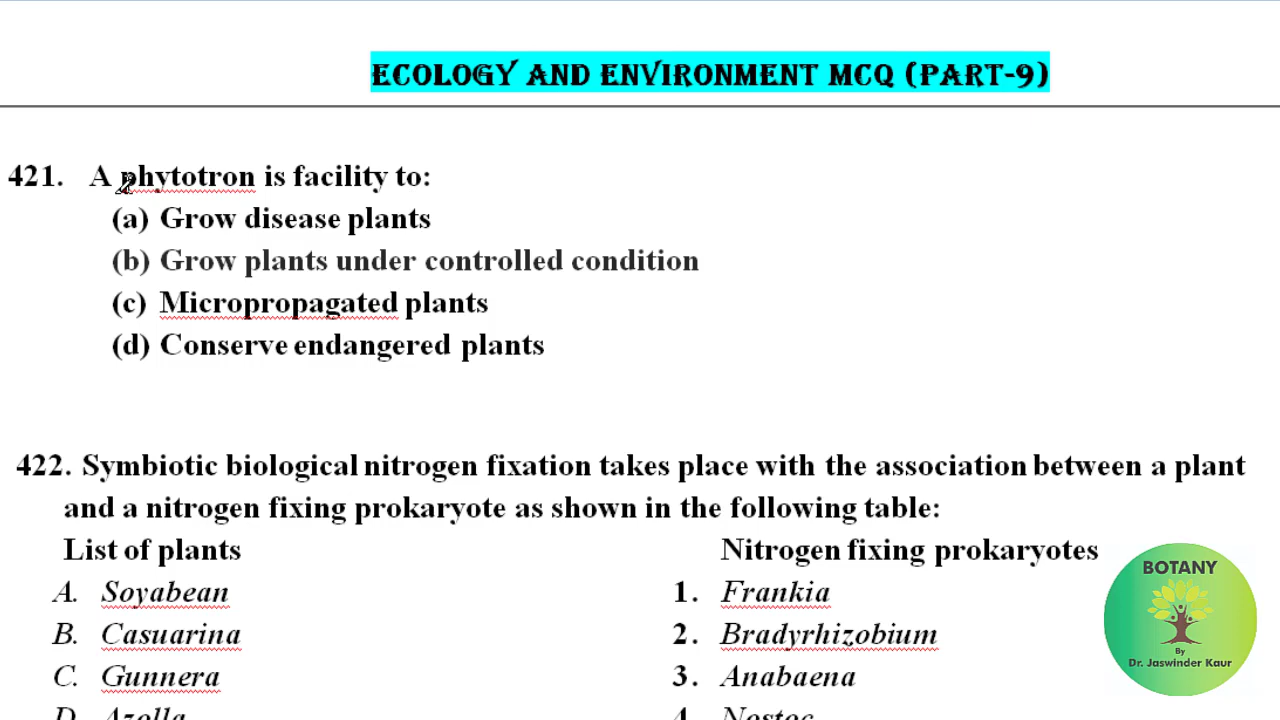 ECOLOGY AND ENVIRONMENT MCQ (PART-9)
421. A phytotron is facility to:
(a) Grow disease plants
(b) Grow plants under controlled condition
(c) Micropropagated plants
(d) Conserve endangered plants
422. Symbiotic biological nitrogen fixation takes place with the association between a plant
and a nitrogen fixing prokaryote as shown in the following table:
List of plants Nitrogen fixing prokaryotes
A. Soyabean 1. Frankia
B. Casuarina 2. Bradyrhizobium
C. Gunnera 3. Anabaena
D. Azolla 4. Nostoc
BOTANY
By
Dr. Jaswinder Kaur